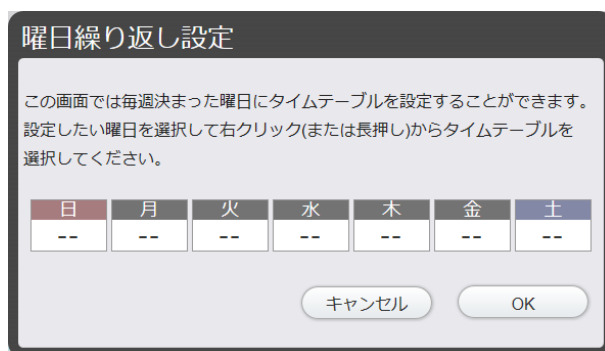 曜日繰り返し設定
この画面では毎週決まった曜日にタイムテーブルを設定することができます。
設定したい曜日を選択して右クリック(または長押し)からタイムテーブルを
選択してください。
日 月 火 水 木 金 土
-- -- -- -- -- -- --
キャンセル OK